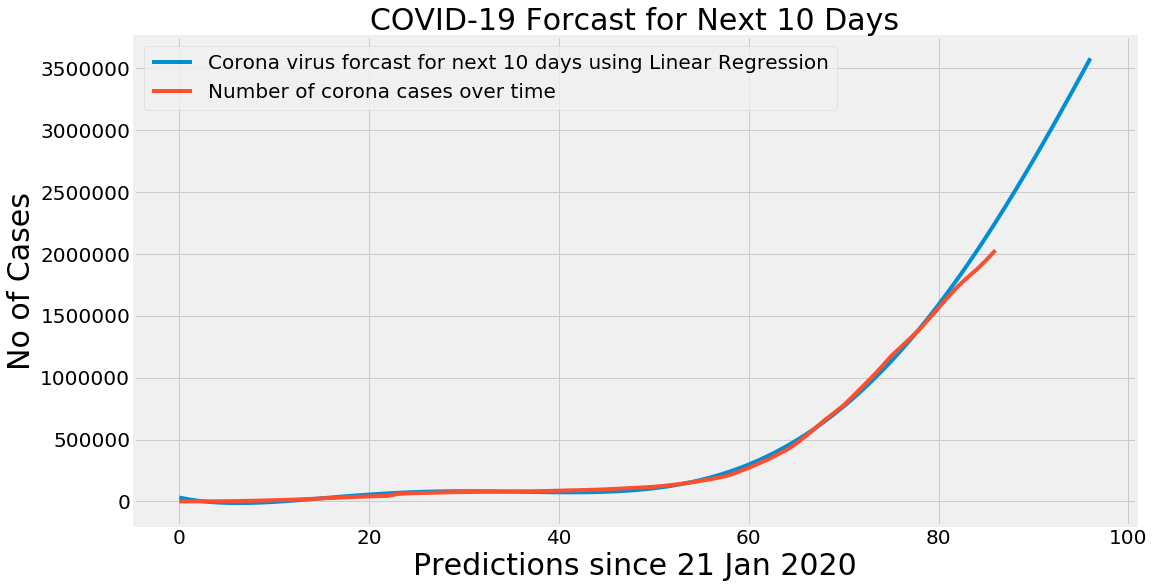 COVID-19 Forcast for Next 10 Days
Corona virus forcast for next 10 days using Linear Regression
Number of corona cases over time
No of Cases
3500000
3000000
2500000
2000000
1500000
1000000
500000
0
0 20 40 60 80 100
Predictions since 21 Jan 2020